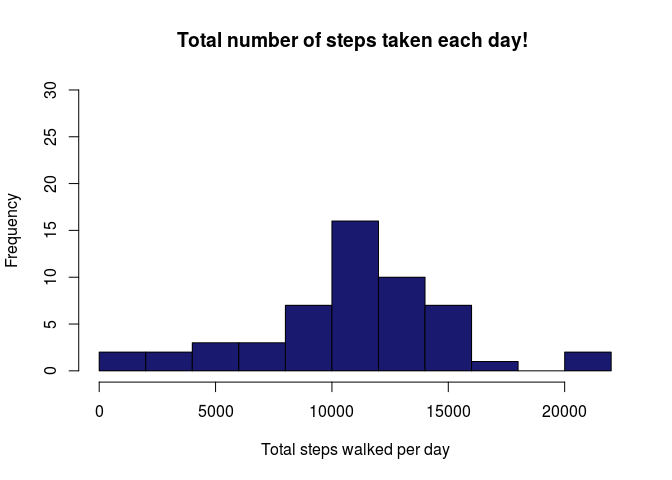 Total number of steps taken each day!
Frequency
30
25
20
15
10
5
0
0 5000 10000 15000 20000
Total steps walked per day